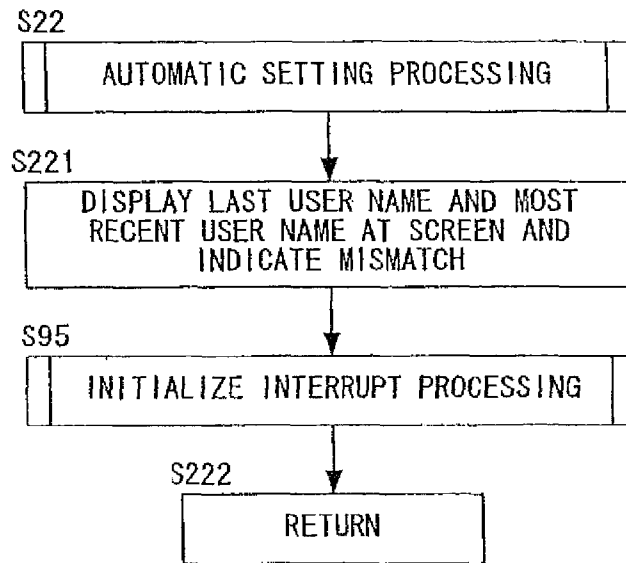 S22
AUTOMATIC SETTING PROCESSING
S221
DISPLAY LAST USER NAME AND MOST
RECENT USER NAME AT SCREEN AND
INDICATE MISMATCH
S95
INITIALIZE INTERRUPT PROCESSING
S222
RETURN